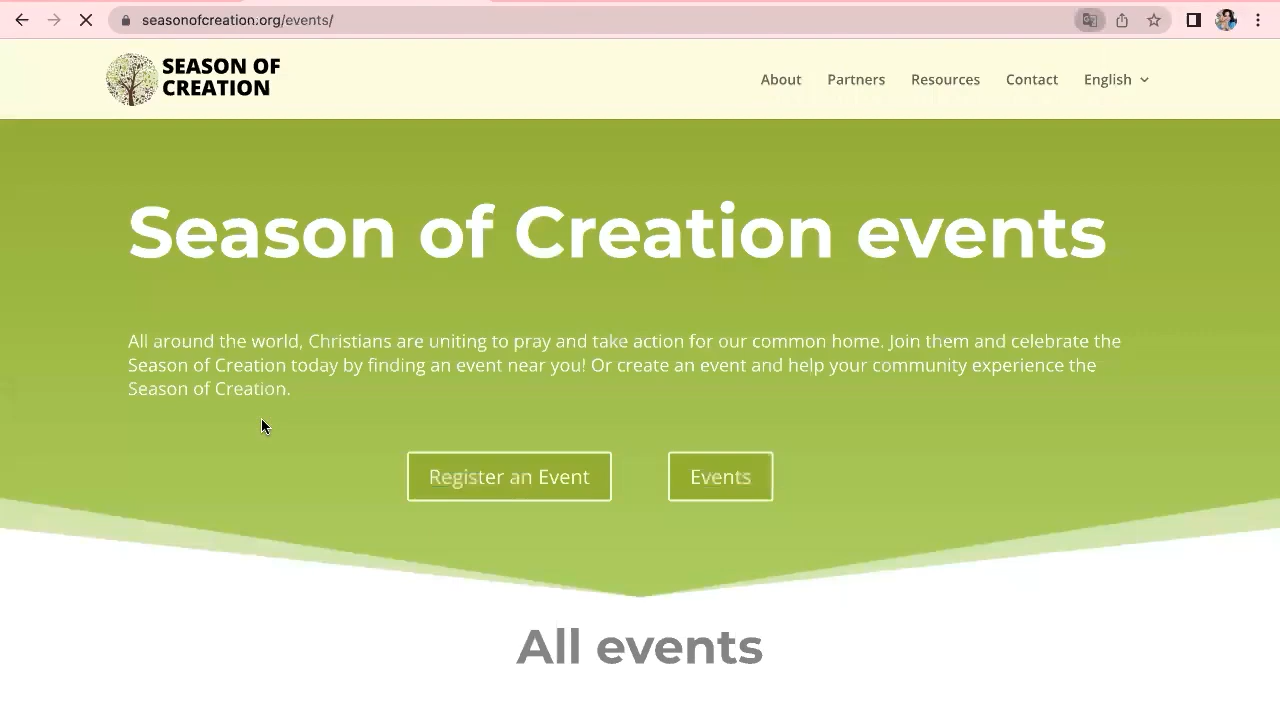 seasonofcreation.org/events/
SEASON OF
CREATION
About Partners Resources Contact English
Season of Creation events
All around the world, Christians are uniting to pray and take action for our common home. Join them and celebrate the
Season of Creation today by finding an event near you! Or create an event and help your community experience the
Season of Creation.
Register an Event Events
All events